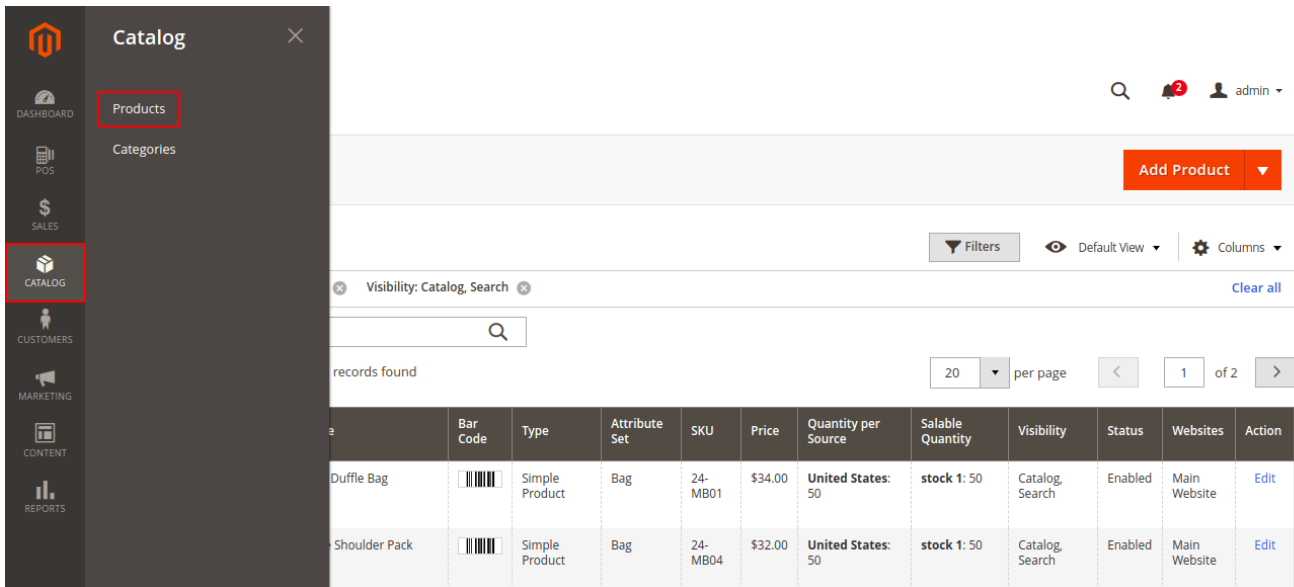 Catalog
Products
Categories
DASHBOARD
POS
SALES
CATALOG
CUSTOMERS
MARKETING
CONTENT
REPORTS
2
admin
Add Product
Filters
Default View
Columns
Visibility: Catalog, Search
Clear all
records found
20
per page
1
of 2
Bar
Code
Type
Attribute
Set
SKU
Price
Quantity per
Source
Salable
Quantity
Visibility
Status
Websites
Action
Duffle Bag
Simple
Product
Bag
24-
MB01
$34.00
United States:
50
stock 1: 50
Catalog,
Search
Enabled
Main
Website
Edit
Shoulder Pack
Simple
Product
Bag
24-
MB04
$32.00
United States:
50
stock 1: 50
Catalog,
Search
Enabled
Main
Website
Edit